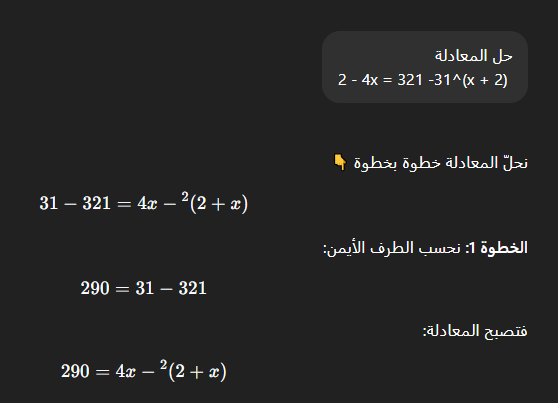 حل المعادلة
2 - 4x = 321 -31^(x + 2)
نحلّ المعادلة خطوة بخطوة 👇
31 − 321 = 4x − ²(2 + x)
الخطوة 1: نحسب الطرف الأيمن:
290 = 31 − 321
فتصبح المعادلة:
290 = 4x − ²(2 + x)